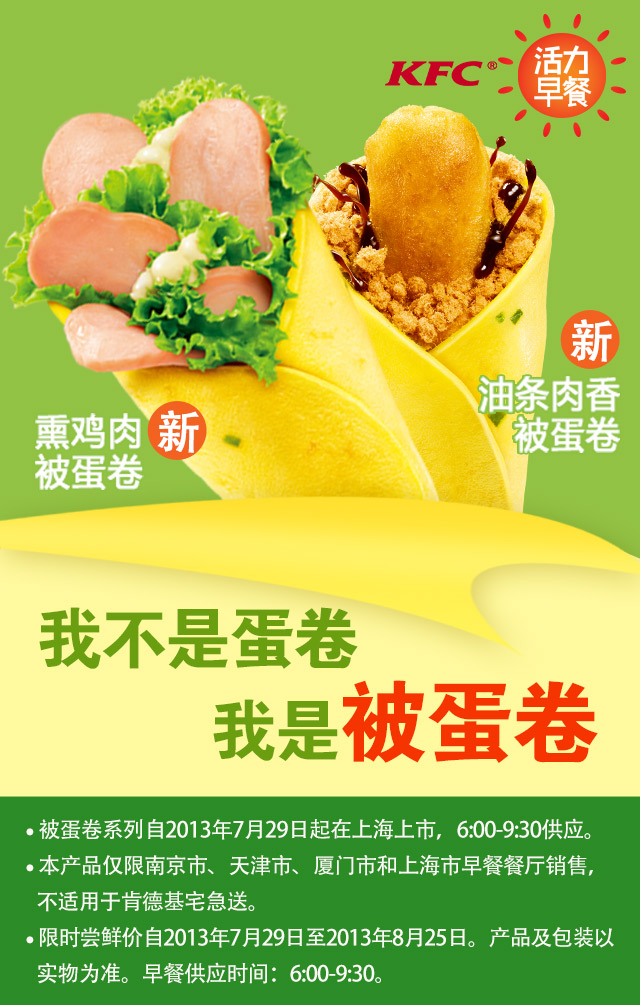 KFC®
活力
早餐
新
油条肉香
被蛋卷
熏鸡肉
新
被蛋卷
我不是蛋卷
我是被蛋卷
• 被蛋卷系列自2013年7月29日起在上海上市，6:00-9:30供应。
• 本产品仅限南京市、天津市、厦门市和上海市早餐餐厅销售，
不适用于肯德基宅急送。
• 限时尝鲜价自2013年7月29日至2013年8月25日。产品及包装以
实物为准。早餐供应时间：6:00-9:30。